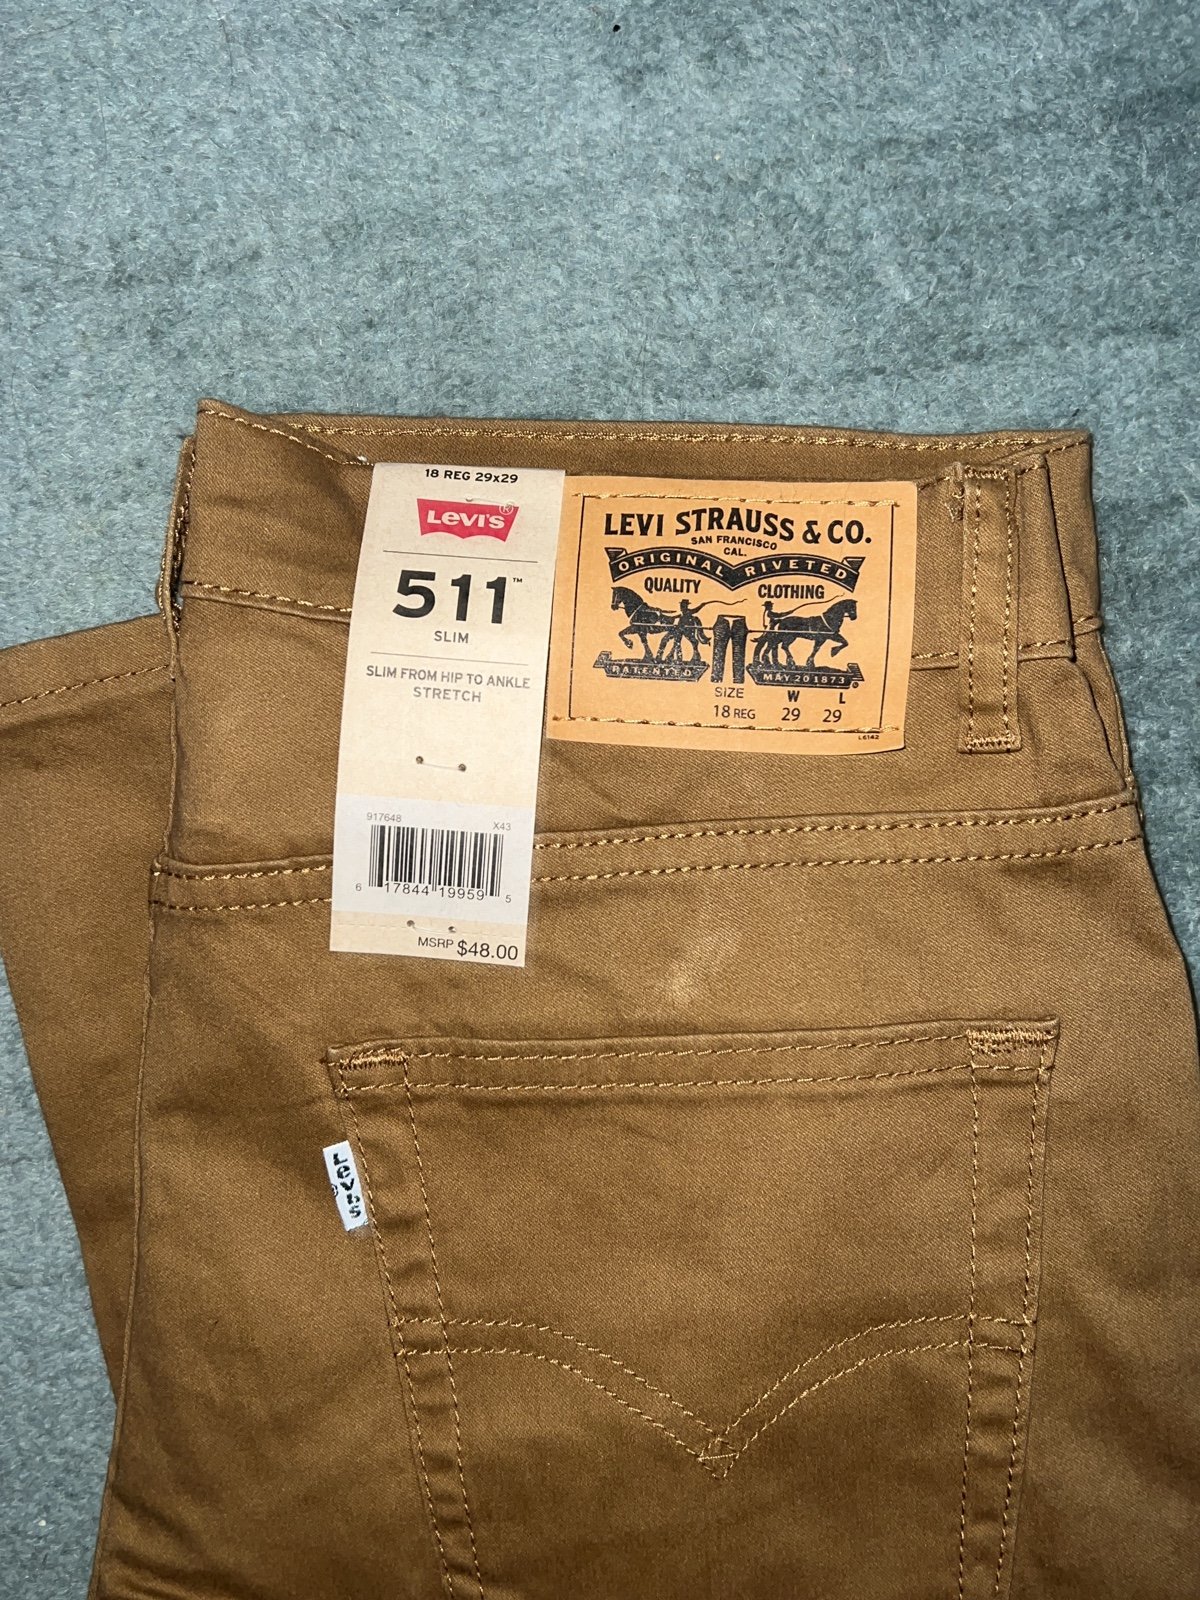 18 REG 29x29
LEVI'S®
511™
SLIM
SLIM FROM HIP TO ANKLE
STRETCH
917648
X43
6 17844 19959 5
MSRP $48.00
LEVI STRAUSS & CO.
SAN FRANCISCO
CAL.
ORIGINAL RIVETED
QUALITY CLOTHING
PATENTED MAY 20 1873
SIZE W L
18 REG 29 29
L6142
LEVI'S